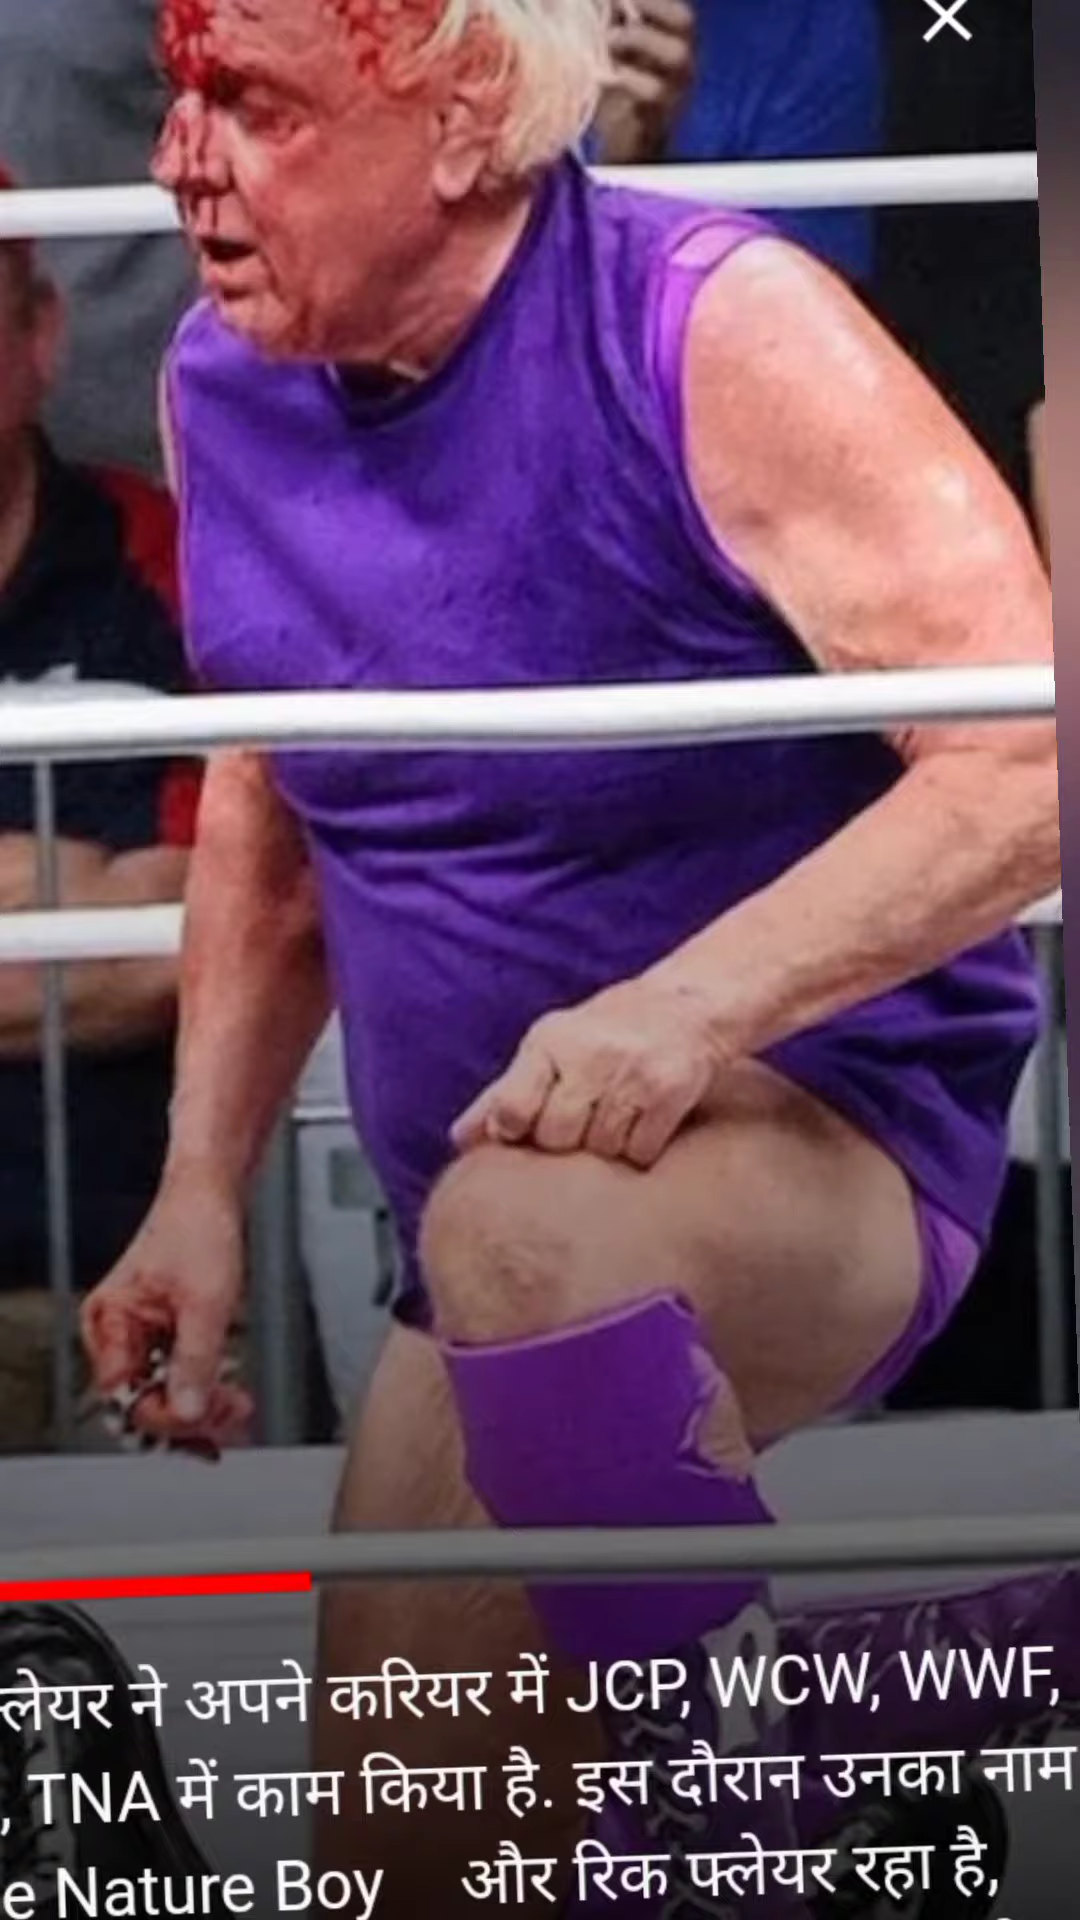 लेयर ने अपने करियर में JCP, WCW, WWF,
, TNA में काम किया है. इस दौरान उनका नाम
e Nature Boy और रिक फ्लेयर रहा है,